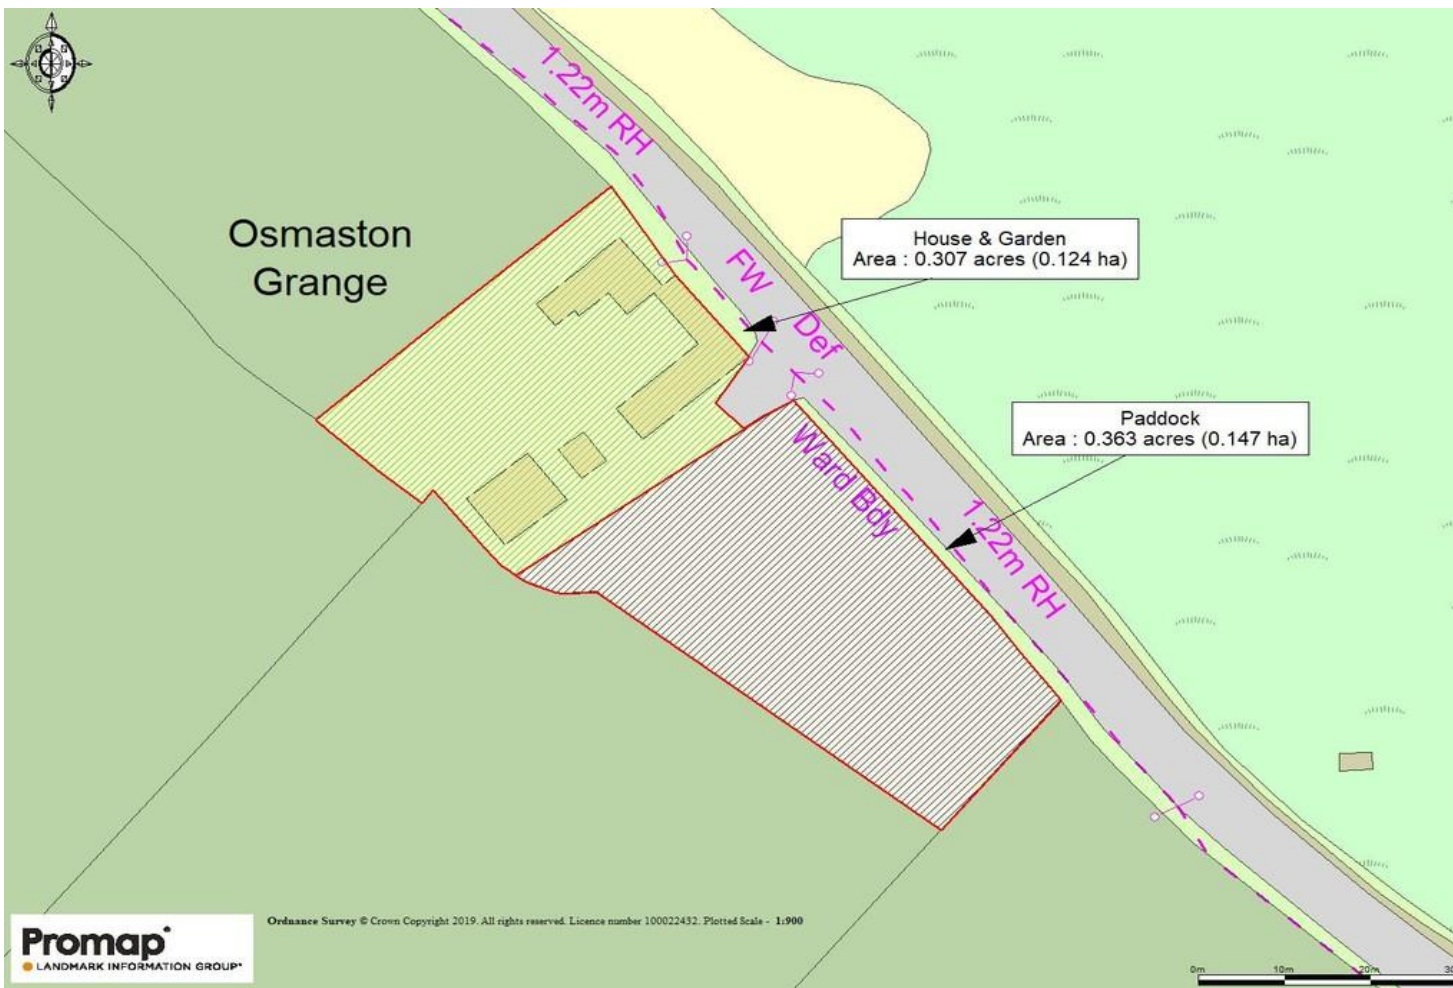 1.22m RH
Osmaston
Grange
House & Garden
Area : 0.307 acres (0.124 ha)
FW
Def
Paddock
Area : 0.363 acres (0.147 ha)
Ward Bdy
1.22m RH
Ordnance Survey © Crown Copyright 2019. All rights reserved. Licence number 100022432. Plotted Scale - 1:900
Promap
LANDMARK INFORMATION GROUP
0m 10m 20m